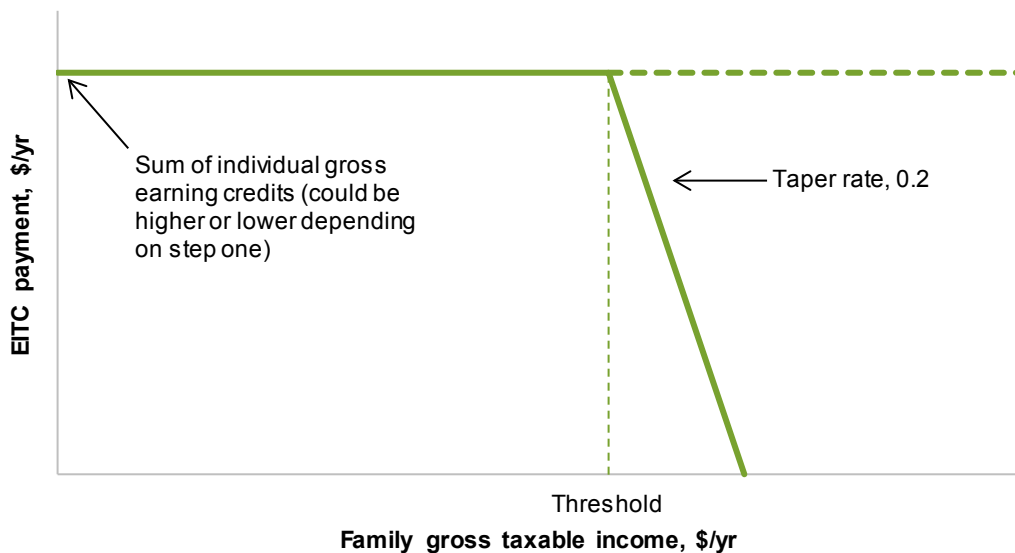 EITC payment, $/yr
Sum of individual gross
earning credits (could be
higher or lower depending
on step one)
Taper rate, 0.2
Threshold
Family gross taxable income, $/yr